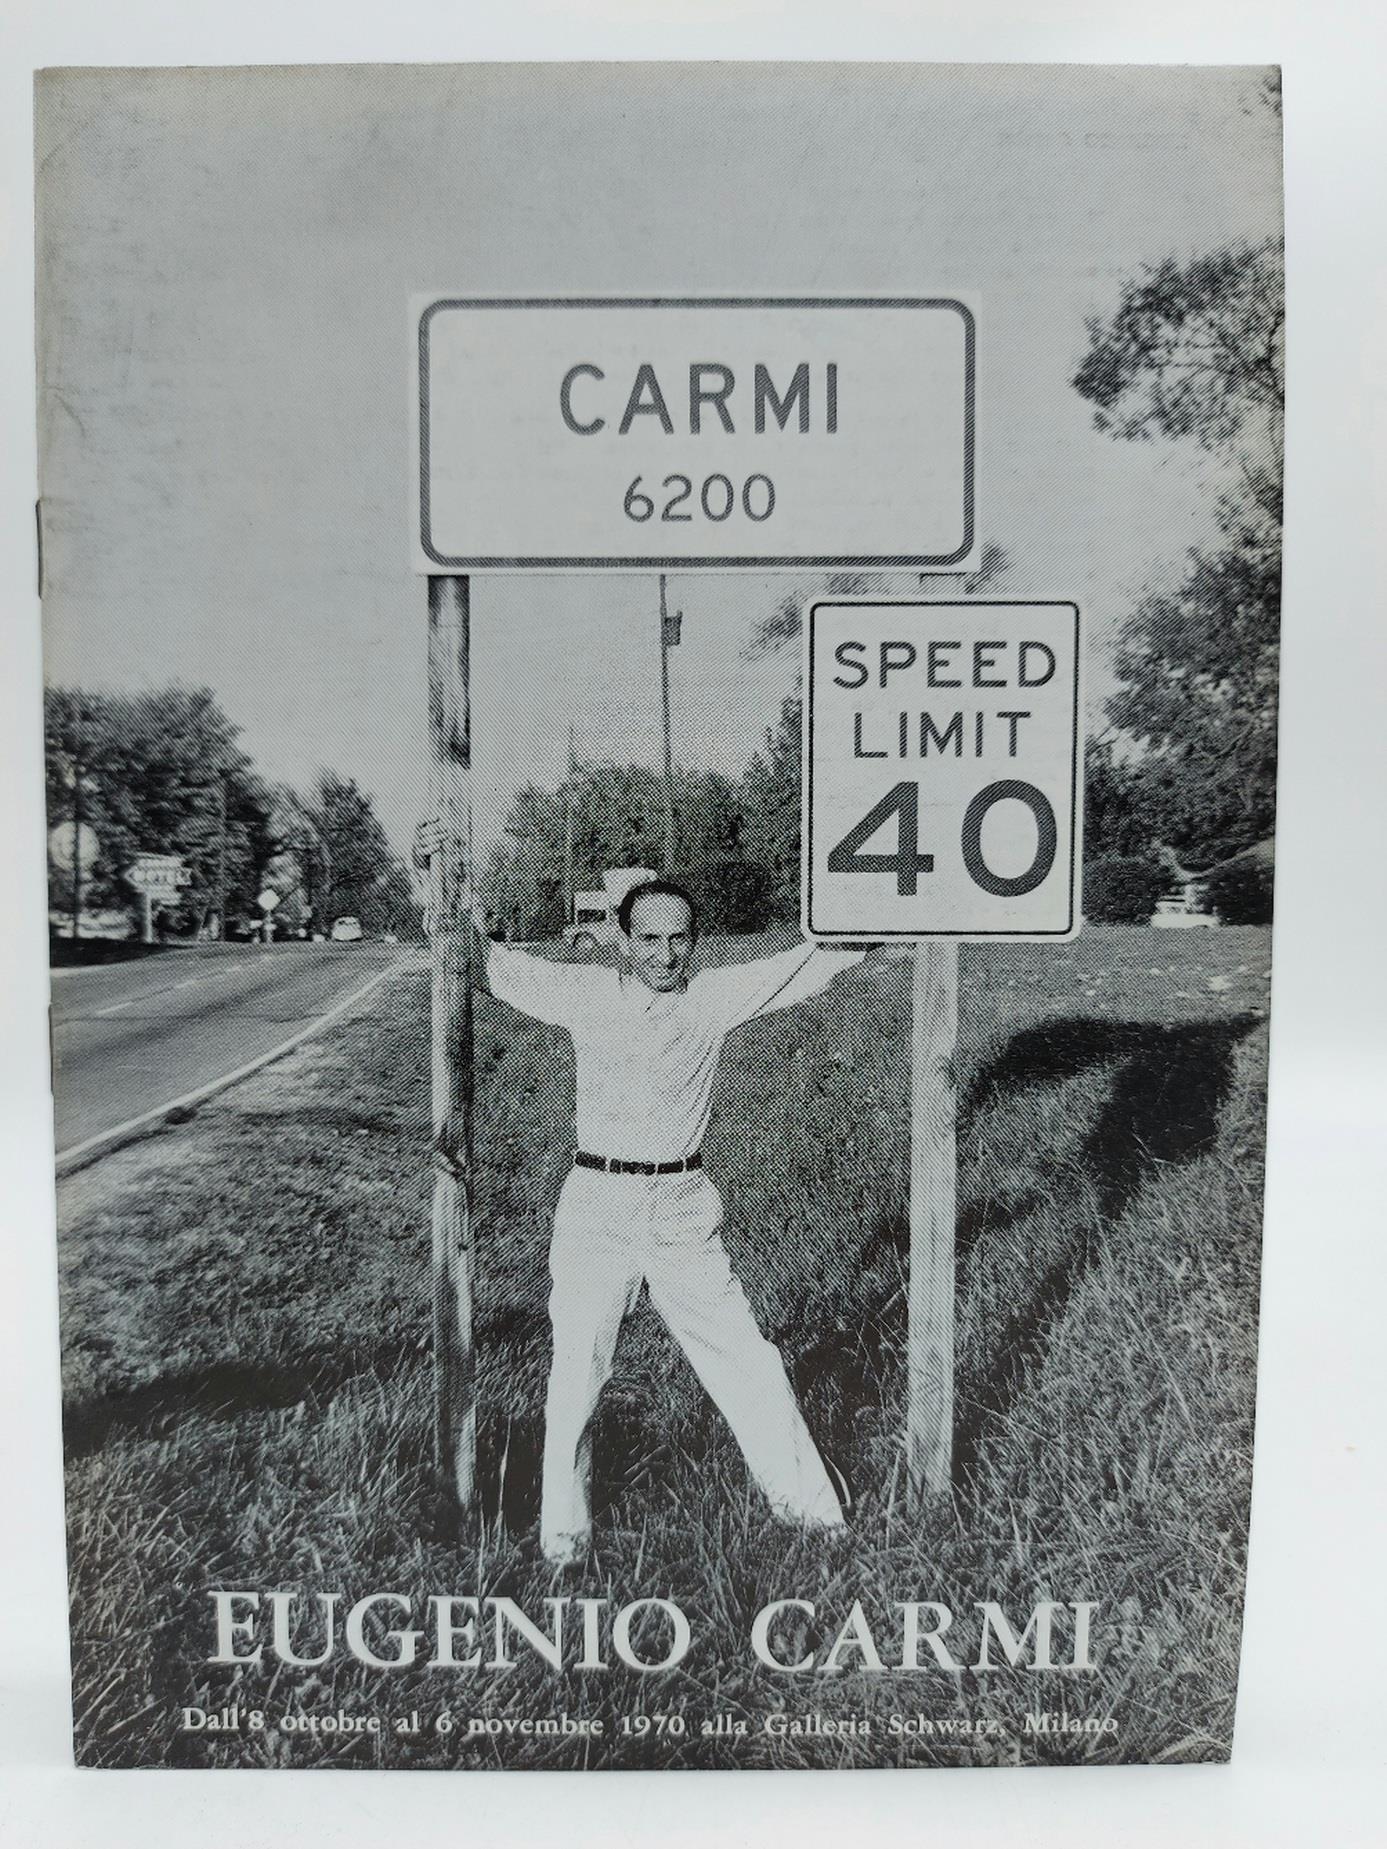 CARMI
6200
SPEED
LIMIT
40
EUGENIO CARMI
Dall'8 ottobre al 6 novembre 1970 alla Galleria Schwarz, Milano